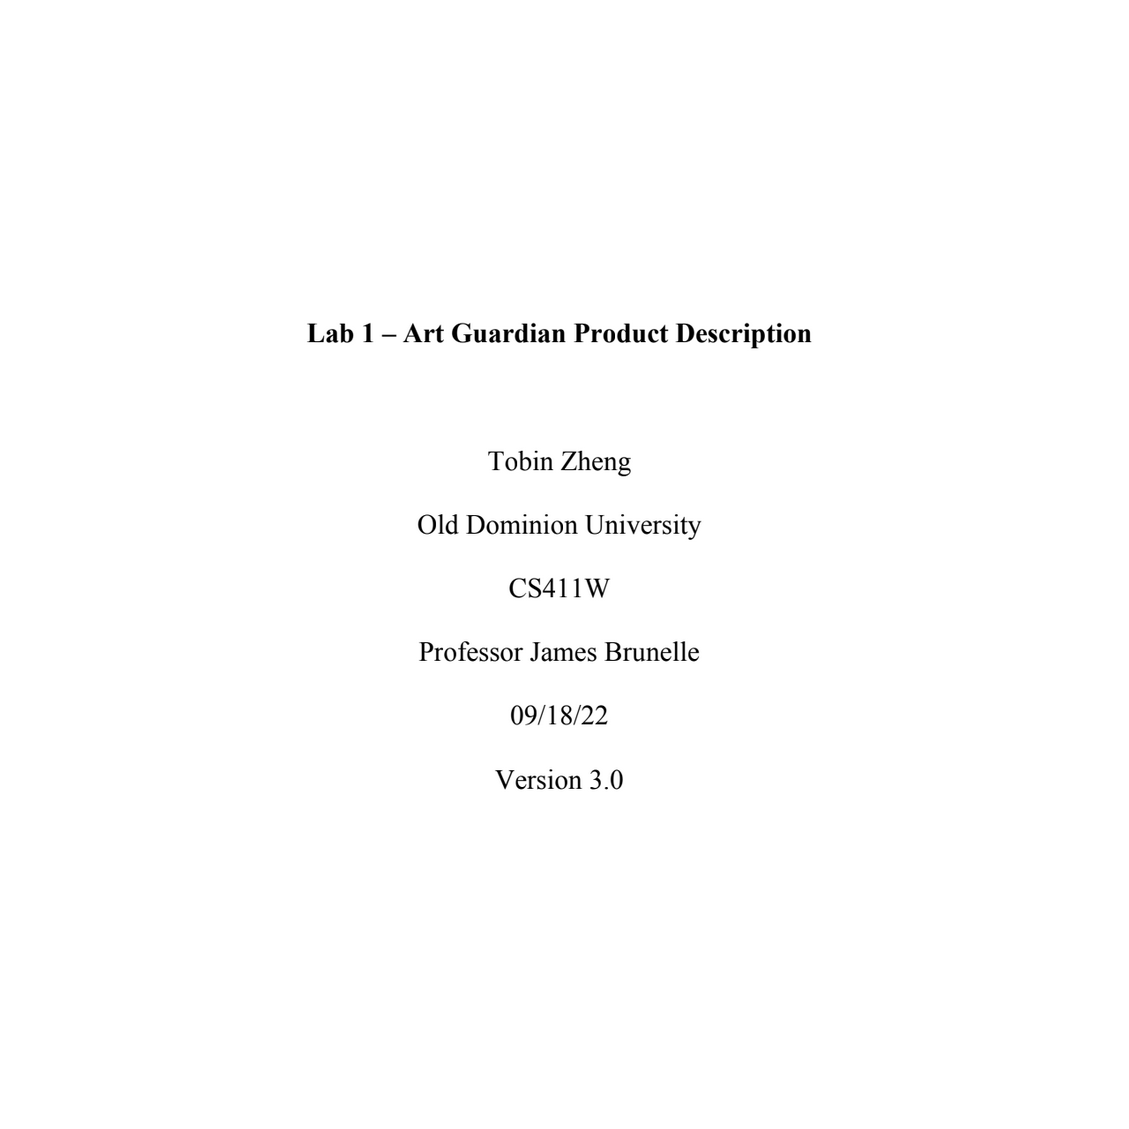 Lab 1 – Art Guardian Product Description
Tobin Zheng
Old Dominion University
CS411W
Professor James Brunelle
09/18/22
Version 3.0